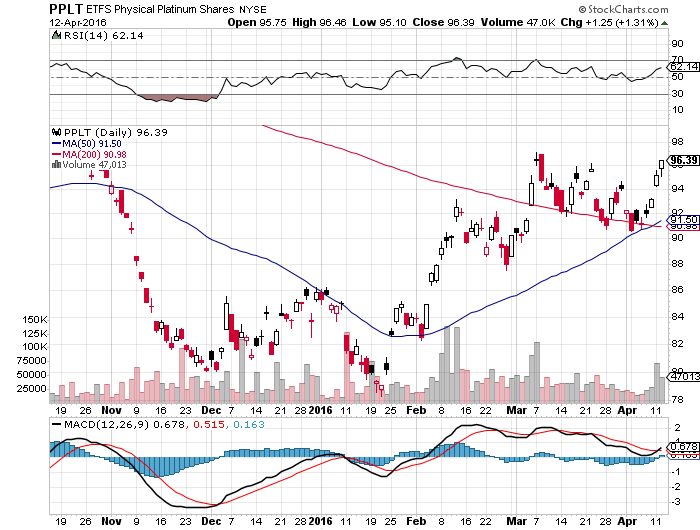 PPLT ETFS Physical Platinum Shares NYSE © StockCharts.com
12-Apr-2016 Open 95.75 High 96.46 Low 95.10 Close 96.39 Volume 47.0K Chg +1.25 (+1.31%)
RSI(14) 62.14
90
70
62.14
50
30
10
PPLT (Daily) 96.39
MA(50) 91.50
MA(200) 90.98
Volume 47,013
98
96.39
96
94
92
91.50
90.98
90
88
86
84
82
80
78
150K
125K
100K
75000
50000
25000
47013
19 26 Nov 9 16 23 Dec 7 14 21 28 2016 11 19 25 Feb 8 16 22 Mar 7 14 21 28 Apr 11
MACD(12,26,9) 0.678, 0.515, 0.163
2
1
0.678
0.163
-1
-2
-3
19 26 Nov 9 16 23 Dec 7 14 21 28 2016 11 19 25 Feb 8 16 22 Mar 7 14 21 28 Apr 11